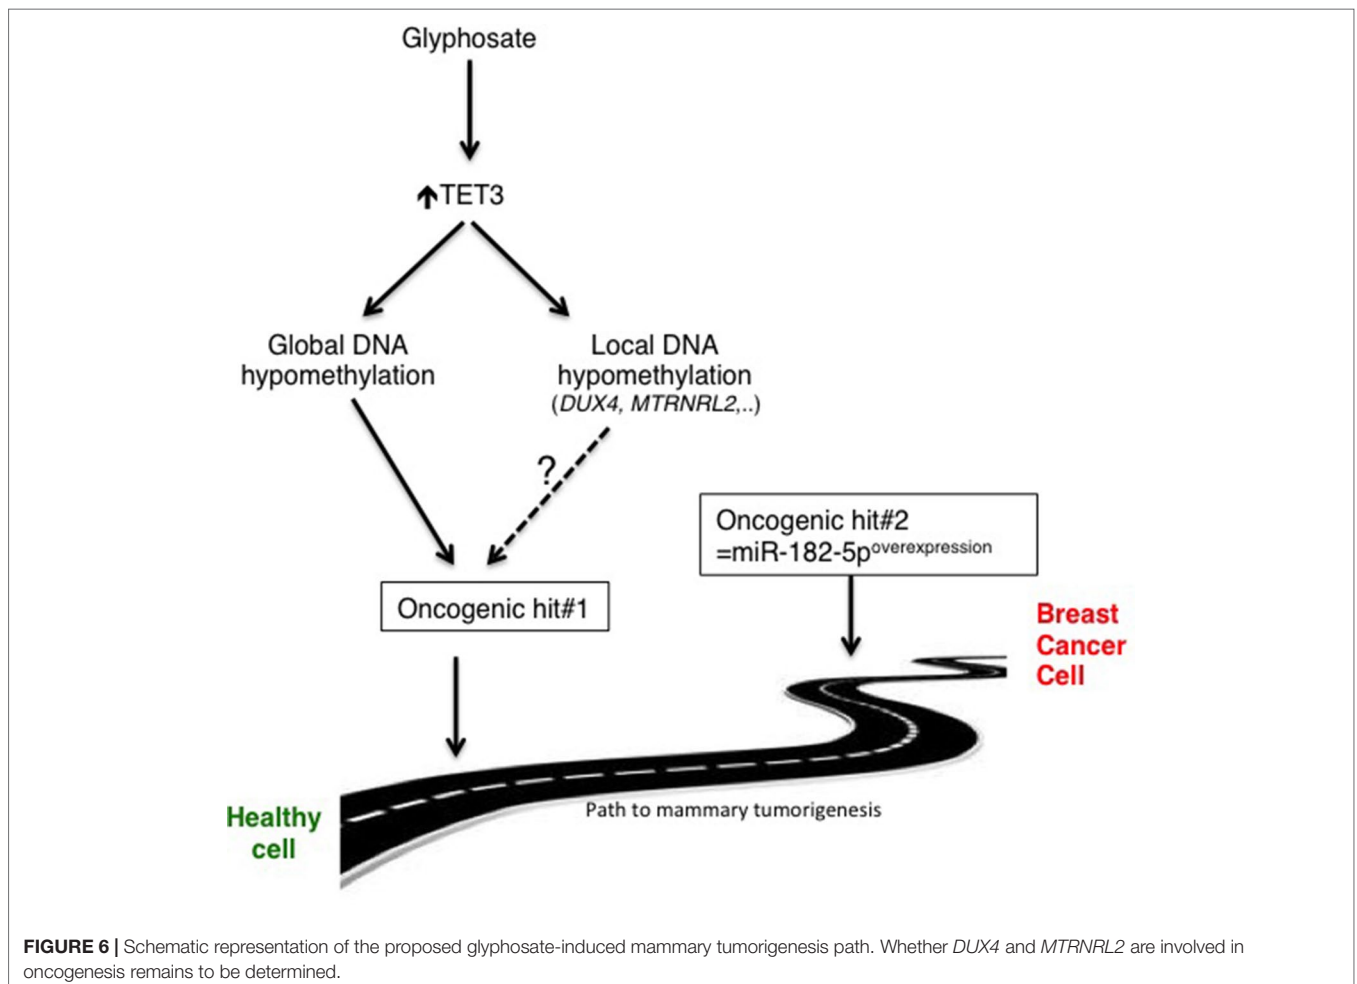 Glyphosate
↑TET3
Global DNA
hypomethylation
Local DNA
hypomethylation
(DUX4, MTRNRL2,..)
?
Oncogenic hit#1
Oncogenic hit#2
=miR-182-5poverexpression
Breast
Cancer
Cell
Healthy
cell
Path to mammary tumorigenesis
FIGURE 6 | Schematic representation of the proposed glyphosate-induced mammary tumorigenesis path. Whether DUX4 and MTRNRL2 are involved in
oncogenesis remains to be determined.